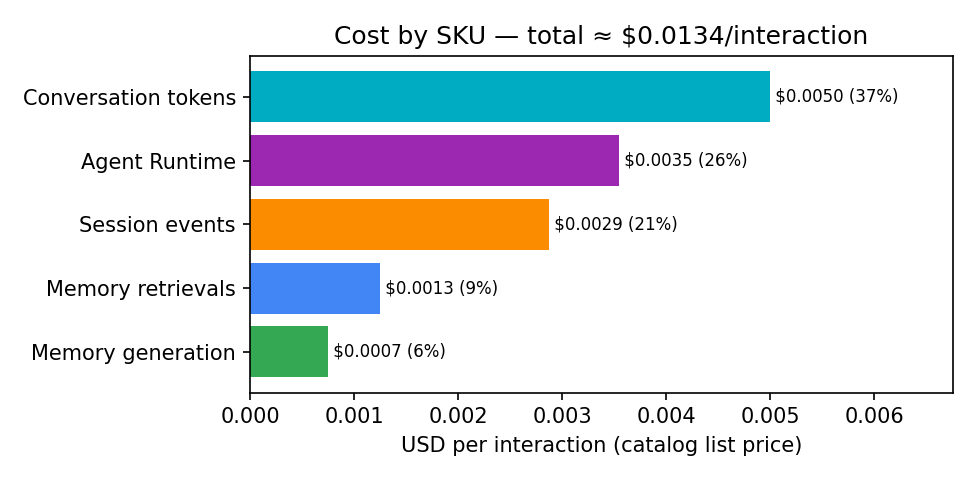 Cost by SKU — total ≈ $0.0134/interaction
Conversation tokens
$0.0050 (37%)
Agent Runtime
$0.0035 (26%)
Session events
$0.0029 (21%)
Memory retrievals
$0.0013 (9%)
Memory generation
$0.0007 (6%)
0.000 0.001 0.002 0.003 0.004 0.005 0.006
USD per interaction (catalog list price)